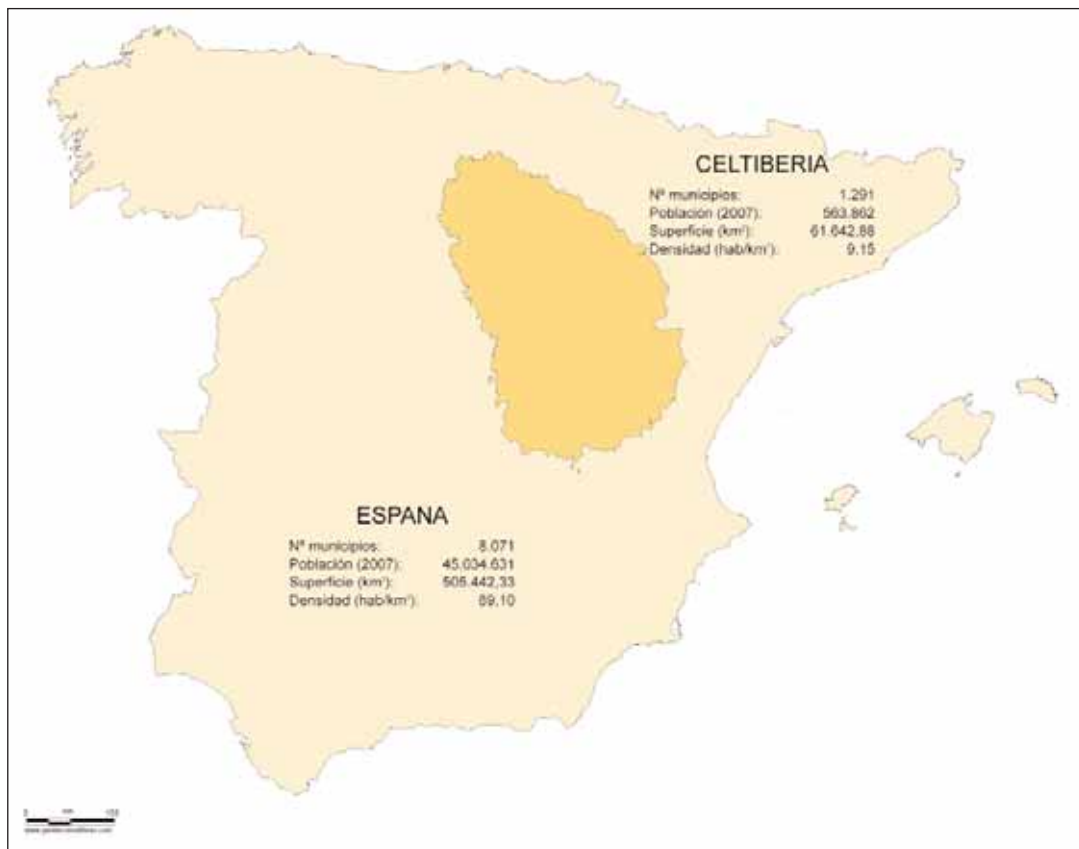 CELTIBERIA
Nº municipios: 1.291
Población (2007): 563.862
Superficie (km²): 61.642,88
Densidad (hab/km²): 9.15
ESPANA
Nº municipios: 8.071
Población (2007): 45.034.631
Superficie (km²): 505.442,33
Densidad (hab/km²): 89.10
0